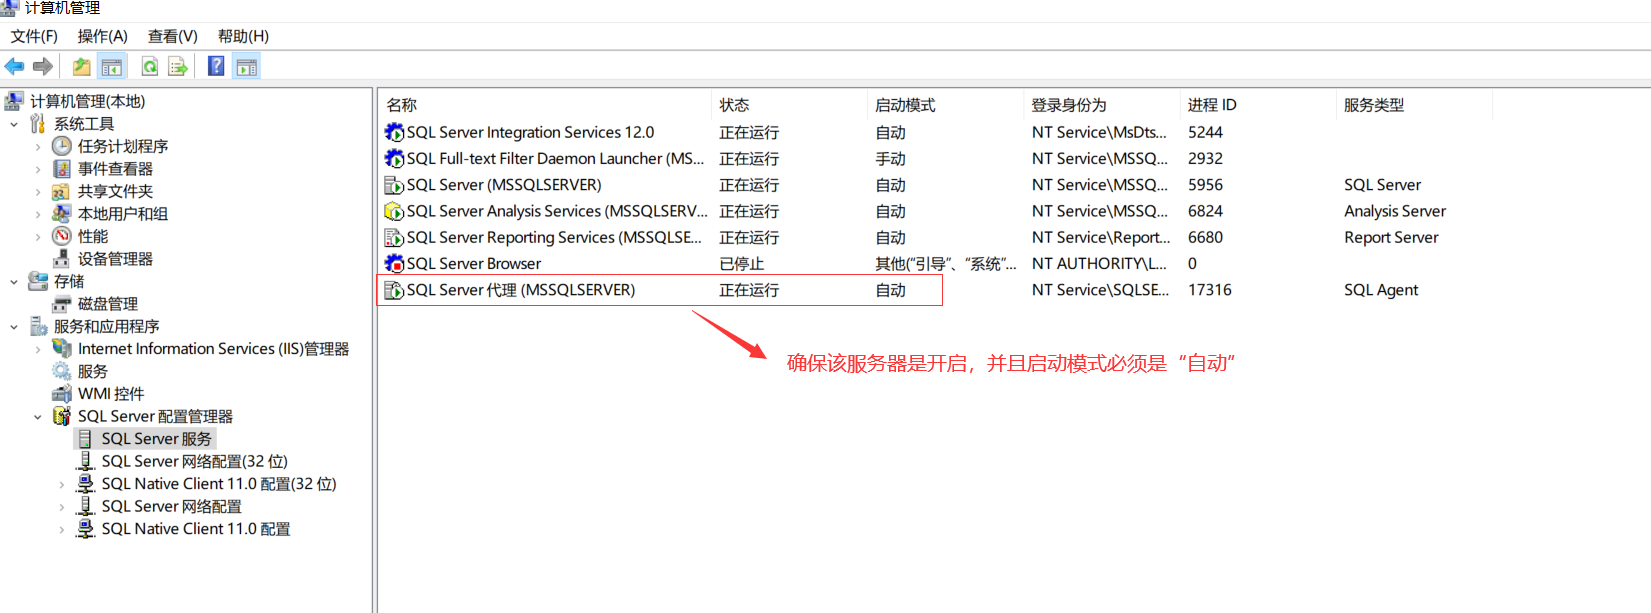 计算机管理
文件(F) 操作(A) 查看(V) 帮助(H)
计算机管理(本地)
系统工具
任务计划程序
事件查看器
共享文件夹
本地用户和组
性能
设备管理器
存储
磁盘管理
服务和应用程序
Internet Information Services (IIS)管理器
服务
WMI 控件
SQL Server 配置管理器
SQL Server 服务
SQL Server 网络配置(32 位)
SQL Native Client 11.0 配置(32 位)
SQL Server 网络配置
SQL Native Client 11.0 配置
名称 状态 启动模式 登录身份为 进程 ID 服务类型
SQL Server Integration Services 12.0 正在运行 自动 NT Service\MsDts... 5244
SQL Full-text Filter Daemon Launcher (MS... 正在运行 手动 NT Service\MSSQ... 2932
SQL Server (MSSQLSERVER) 正在运行 自动 NT Service\MSSQ... 5956 SQL Server
SQL Server Analysis Services (MSSQLSERV... 正在运行 自动 NT Service\MSSQ... 6824 Analysis Server
SQL Server Reporting Services (MSSQLSE... 正在运行 自动 NT Service\Report... 6680 Report Server
SQL Server Browser 已停止 其他("引导"、"系统"... NT AUTHORITY\L... 0
SQL Server 代理 (MSSQLSERVER) 正在运行 自动 NT Service\SQLSE... 17316 SQL Agent
确保该服务器是开启，并且启动模式必须是“自动”